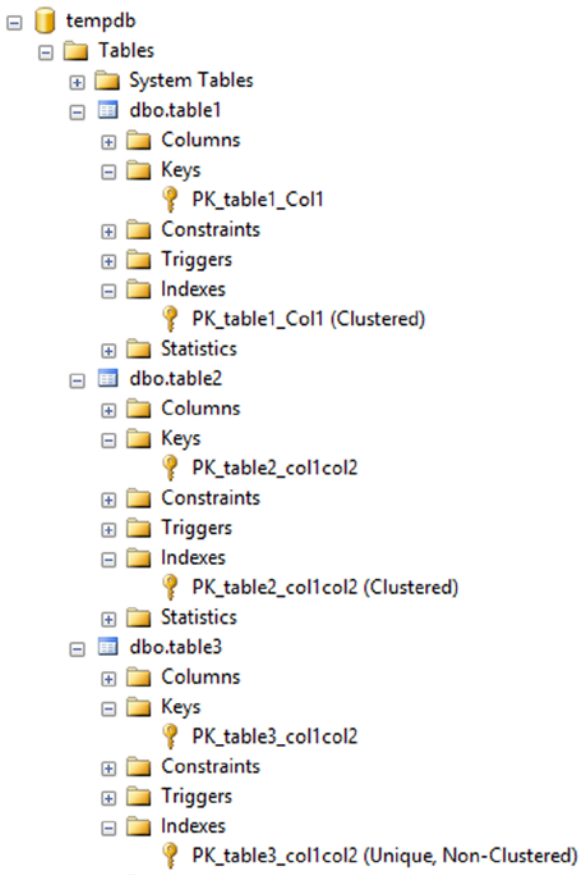 tempdb
Tables
System Tables
dbo.table1
Columns
Keys
PK_table1_Col1
Constraints
Triggers
Indexes
PK_table1_Col1 (Clustered)
Statistics
dbo.table2
Columns
Keys
PK_table2_col1col2
Constraints
Triggers
Indexes
PK_table2_col1col2 (Clustered)
Statistics
dbo.table3
Columns
Keys
PK_table3_col1col2
Constraints
Triggers
Indexes
PK_table3_col1col2 (Unique, Non-Clustered)